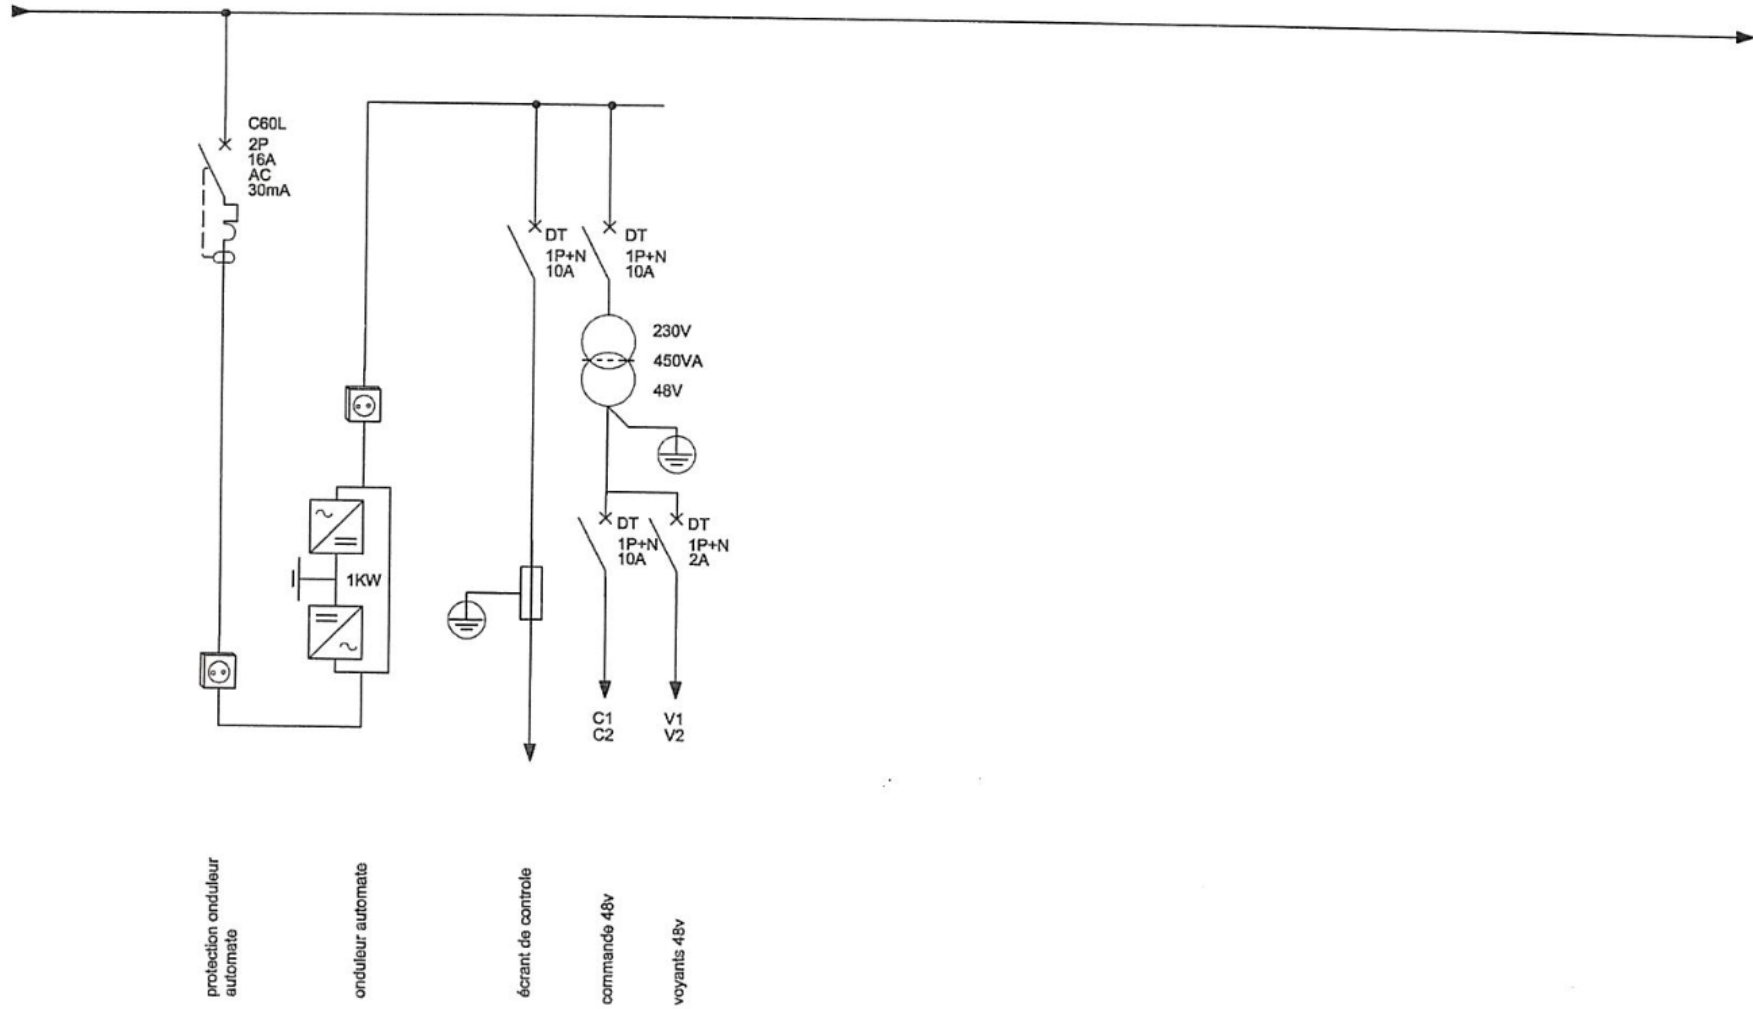 C60L
2P
16A
AC
30mA
DT
1P+N
10A
DT
1P+N
10A
230V
450VA
48V
DT
1P+N
10A
DT
1P+N
2A
1KW
C1
C2
V1
V2
protection onduleur
automate
onduleur automate
écrant de controle
commande 48v
voyants 48v